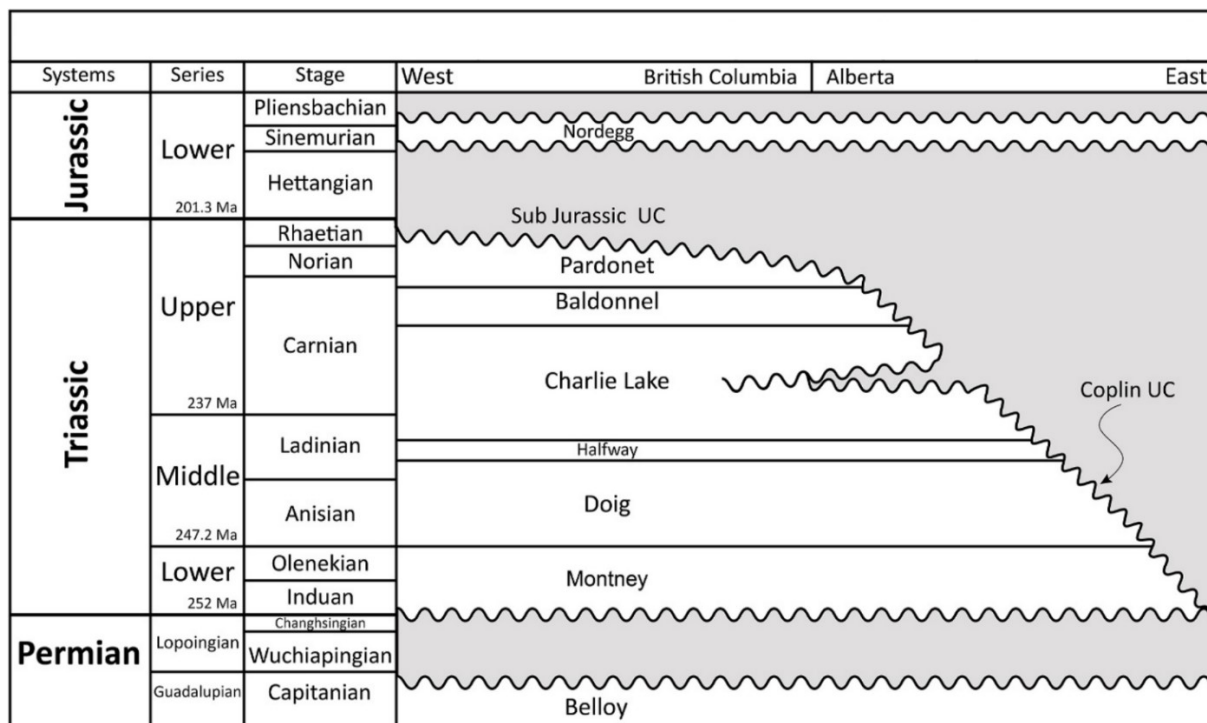 Systems Series Stage West British Columbia Alberta East
Jurassic
Lower
201.3 Ma
Pliensbachian
Sinemurian
Hettangian
Nordegg
Sub Jurassic UC
Triassic
Upper
237 Ma
Rhaetian
Norian
Carnian
Pardonet
Baldonnel
Charlie Lake
Coplin UC
Middle
247.2 Ma
Ladinian
Anisian
Halfway
Doig
Lower
252 Ma
Olenekian
Induan
Montney
Permian
Lopoingian
Changhsingian
Wuchiapingian
Guadalupian
Capitanian
Belloy